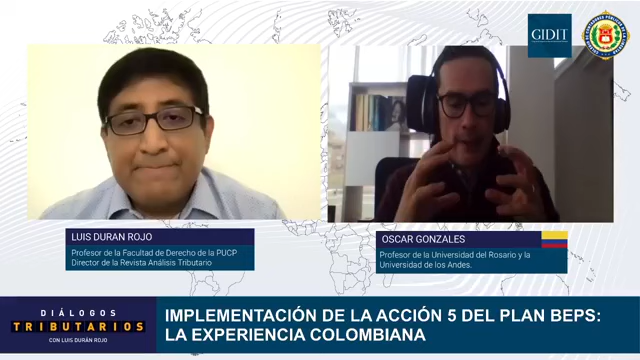 GIDIT
LUIS DURAN ROJO
Profesor de la Facultad de Derecho de la PUCP
Director de la Revista Análisis Tributario
OSCAR GONZALES
Profesor de la Universidad del Rosario y la
Universidad de los Andes.
DIÁLOGOS
TRIBUTARIOS
CON LUIS DURÁN ROJO
IMPLEMENTACIÓN DE LA ACCIÓN 5 DEL PLAN BEPS:
LA EXPERIENCIA COLOMBIANA